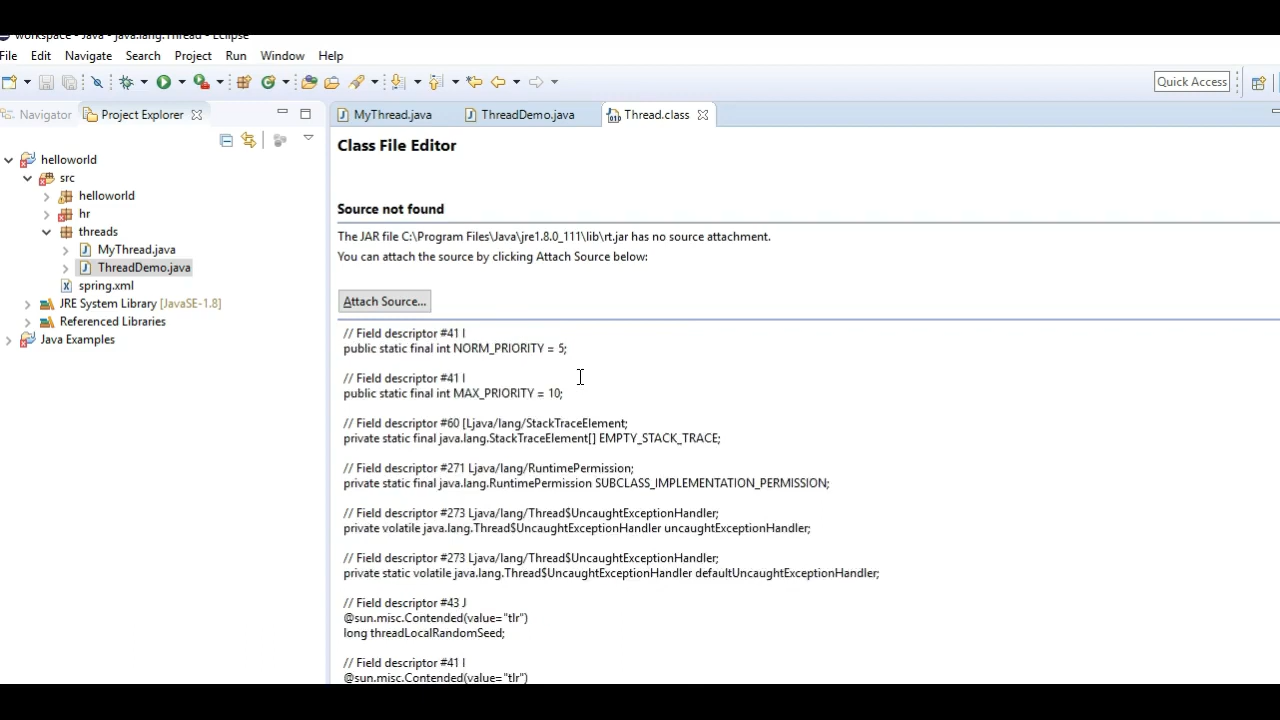 workspace - Java - java.lang.Thread - Eclipse
File Edit Navigate Search Project Run Window Help
Quick Access
Navigator Project Explorer
MyThread.java ThreadDemo.java Thread.class
helloworld
src
helloworld
hr
threads
MyThread.java
ThreadDemo.java
spring.xml
JRE System Library [JavaSE-1.8]
Referenced Libraries
Java Examples
Class File Editor
Source not found
The JAR file C:\Program Files\Java\jre1.8.0_111\lib\rt.jar has no source attachment.
You can attach the source by clicking Attach Source below:
Attach Source...
// Field descriptor #41 I
public static final int NORM_PRIORITY = 5;
// Field descriptor #41 I
public static final int MAX_PRIORITY = 10;
// Field descriptor #60 [Ljava/lang/StackTraceElement;
private static final java.lang.StackTraceElement[] EMPTY_STACK_TRACE;
// Field descriptor #271 Ljava/lang/RuntimePermission;
private static final java.lang.RuntimePermission SUBCLASS_IMPLEMENTATION_PERMISSION;
// Field descriptor #273 Ljava/lang/Thread$UncaughtExceptionHandler;
private volatile java.lang.Thread$UncaughtExceptionHandler uncaughtExceptionHandler;
// Field descriptor #273 Ljava/lang/Thread$UncaughtExceptionHandler;
private static volatile java.lang.Thread$UncaughtExceptionHandler defaultUncaughtExceptionHandler;
// Field descriptor #43 J
@sun.misc.Contended(value="tlr")
long threadLocalRandomSeed;
// Field descriptor #41 I
@sun.misc.Contended(value="tlr")